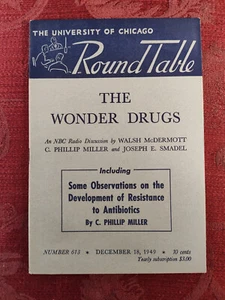 THE UNIVERSITY OF CHICAGO
Round Table
THE
WONDER DRUGS
An NBC Radio Discussion by WALSH McDERMOTT
C. PHILLIP MILLER and JOSEPH E. SMADEL
Including
Some Observations on the
Development of Resistance
to Antibiotics
By C. PHILLIP MILLER
NUMBER 613 • DECEMBER 18, 1949 • 10 cents
Yearly subscription $3.00